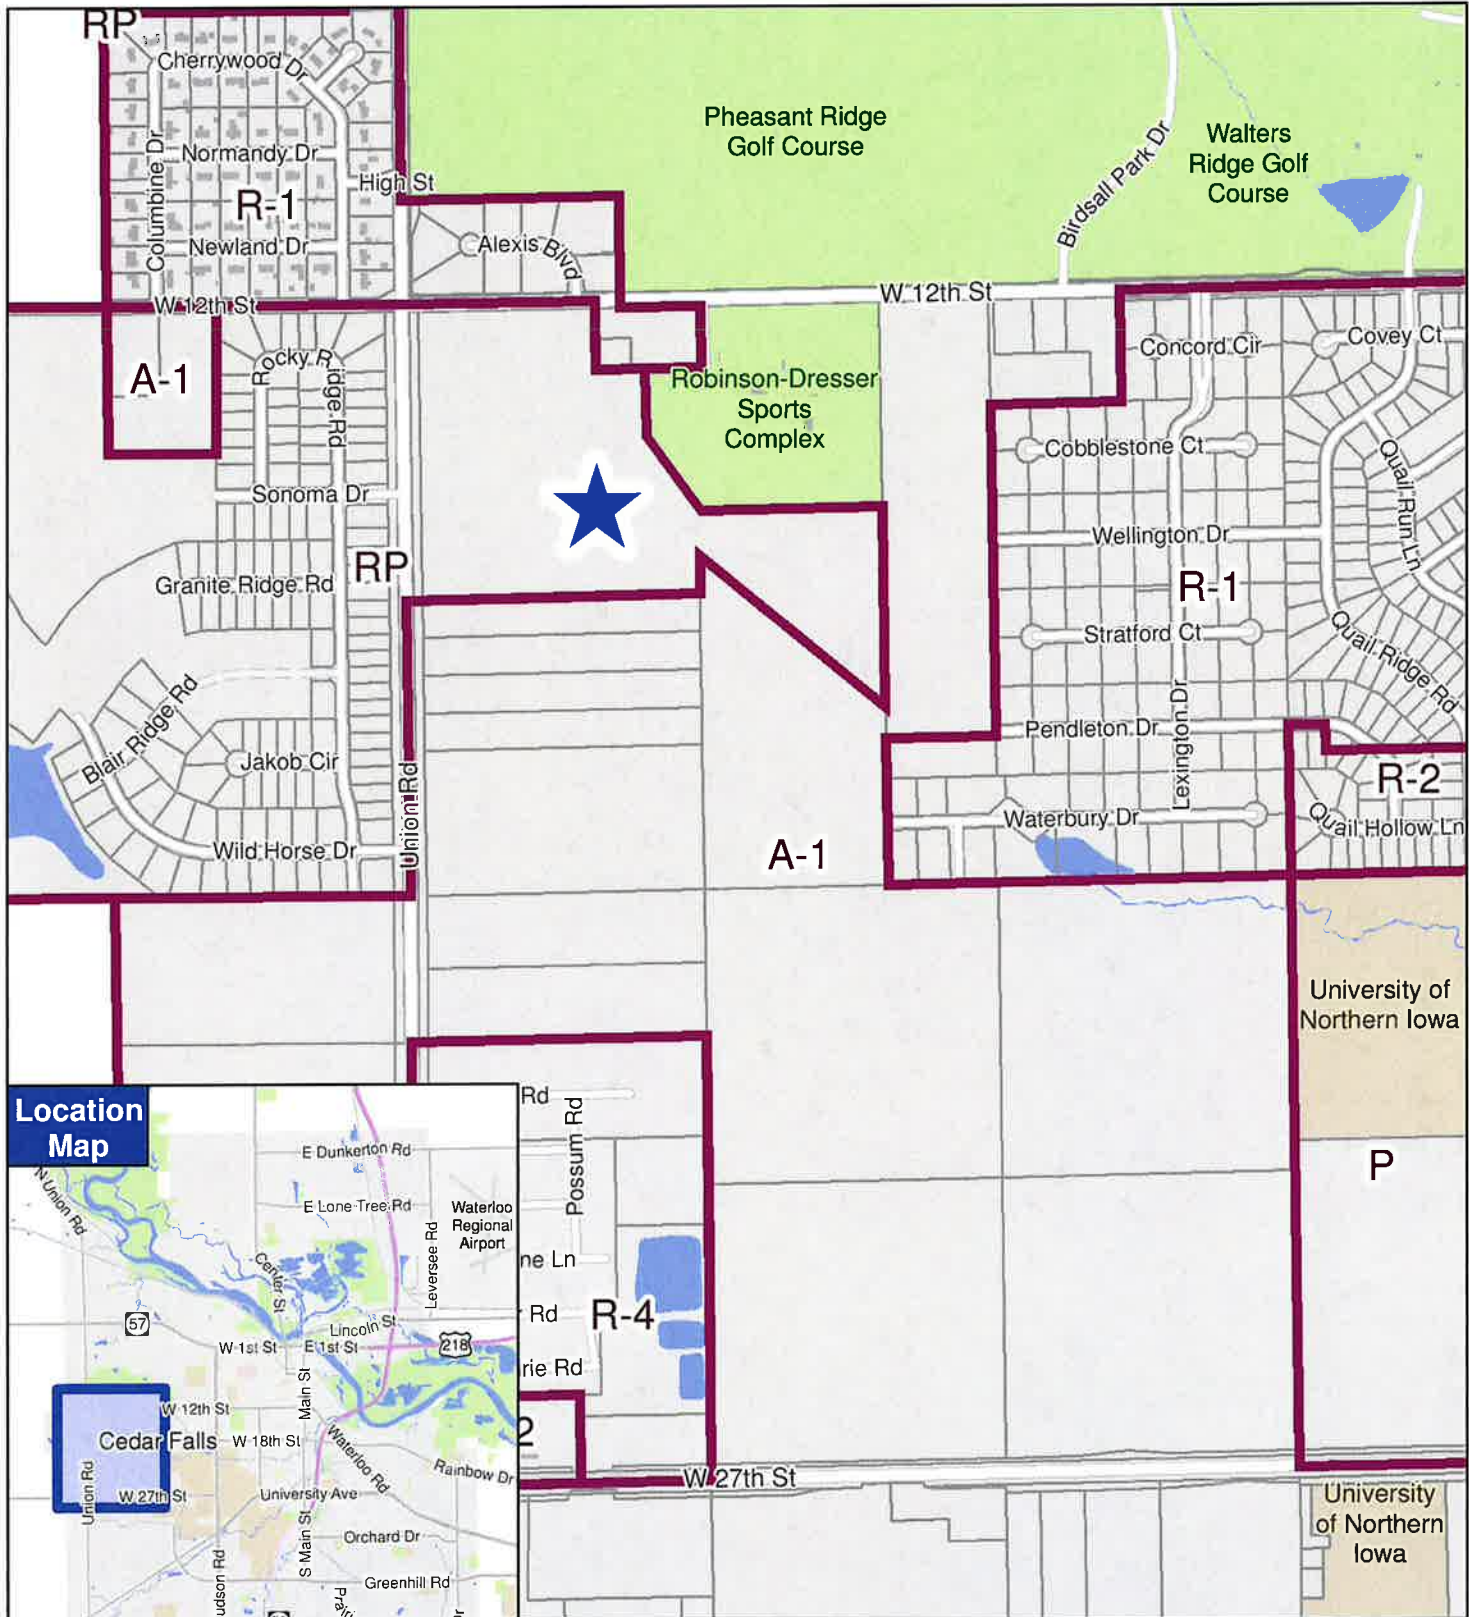 RP
Cherrywood Dr
Pheasant Ridge
Golf Course
Walters
Ridge Golf
Course
Birdsall Park Dr
Columbine Dr
Normandy Dr
High St
R-1
Newland Dr
Alexis Blvd
W 12th St
W 12th St
A-1
Rocky Ridge Rd
Robinson-Dresser
Sports
Complex
Concord Cir
Covey Ct
Cobblestone Ct
Quail Run Ln
Sonoma Dr
Wellington Dr
RP
Granite Ridge Rd
R-1
Stratford Ct
Quail Ridge Rd
Blair Ridge Rd
Jakob Cir
Pendleton Dr
Lexington Dr
R-2
Union Rd
Waterbury Dr
Quail Hollow Ln
Wild Horse Dr
A-1
University of
Northern Iowa
Rd
Possum Rd
P
ne Ln
Rd
R-4
rie Rd
2
W 27th St
University
of Northern
Iowa
Location
Map
N Union Rd
E Dunkerton Rd
E Lone Tree Rd
Waterloo
Regional
Airport
Leversee Rd
Center St
57
Lincoln St
W 1st St
E 1st St
218
Main St
W 12th St
Cedar Falls
W 18th St
Waterloo Rd
Rainbow Dr
Union Rd
W 27th St
University Ave
S Main St
Orchard Dr
udson Rd
Greenhill Rd